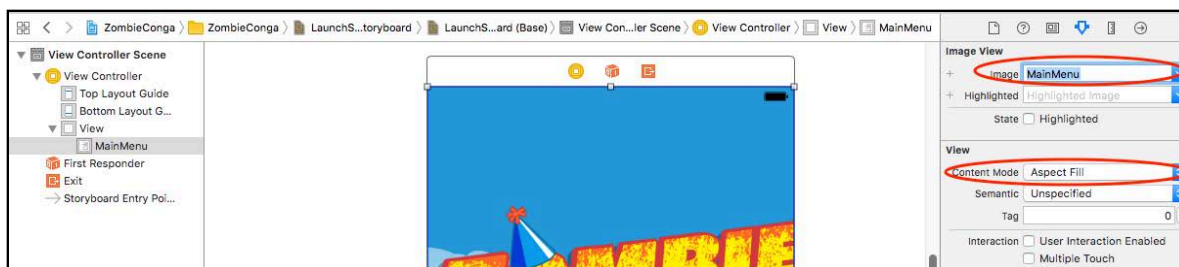 ZombieConga ZombieConga LaunchS...toryboard LaunchS...ard (Base) View Con...ler Scene View Controller View MainMenu
View Controller Scene
View Controller
Top Layout Guide
Bottom Layout G...
View
MainMenu
First Responder
Exit
Storyboard Entry Poi...
Image View
Image MainMenu
Highlighted Highlighted Image
State Highlighted
View
Content Mode Aspect Fill
Semantic Unspecified
Tag 0
Interaction User Interaction Enabled
Multiple Touch